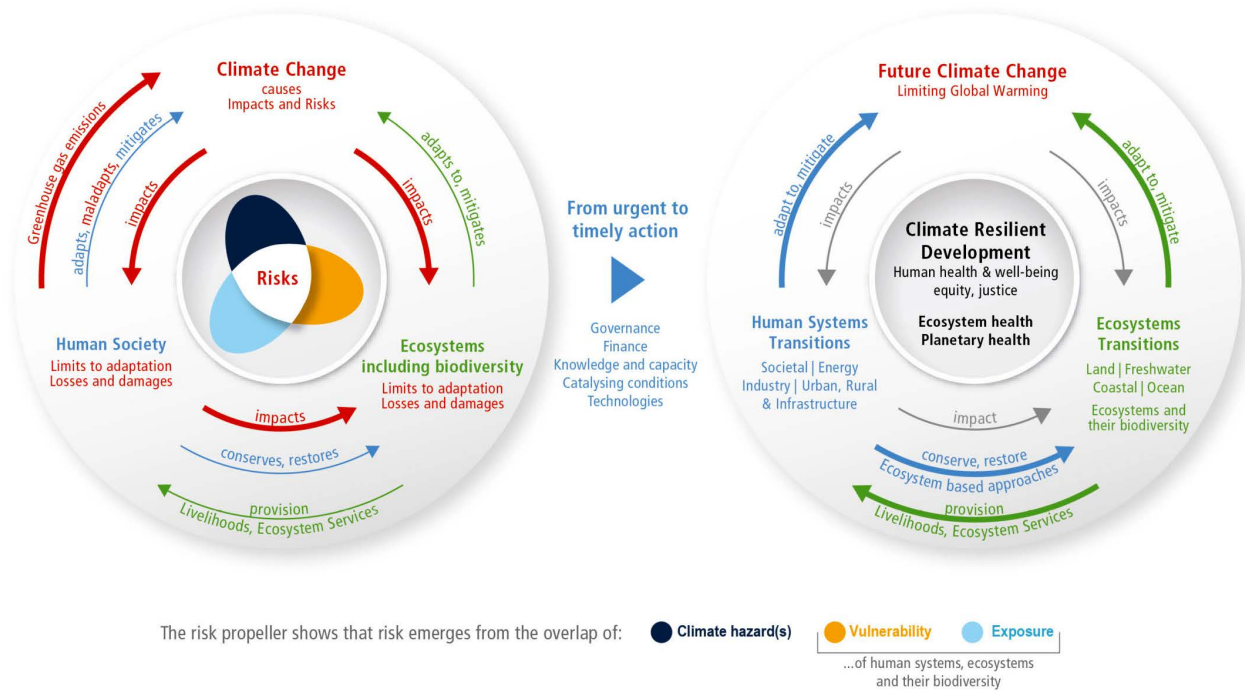 Climate Change
causes
Impacts and Risks
Greenhouse gas emissions
adapts, maladapts, mitigates
impacts
impacts
adapts to, mitigates
Risks
Human Society
Limits to adaptation
Losses and damages
Ecosystems
including biodiversity
Limits to adaptation
Losses and damages
impacts
conserves, restores
provision
Livelihoods, Ecosystem Services
From urgent to
timely action
Governance
Finance
Knowledge and capacity
Catalysing conditions
Technologies
Future Climate Change
Limiting Global Warming
adapt to, mitigate
impacts
impacts
adapt to, mitigate
Climate Resilient
Development
Human health & well-being
equity, justice
Ecosystem health
Planetary health
Human Systems
Transitions
Societal | Energy
Industry | Urban, Rural
& Infrastructure
Ecosystems
Transitions
Land | Freshwater
Coastal | Ocean
Ecosystems and
their biodiversity
impact
conserve, restore
Ecosystem based approaches
provision
Livelihoods, Ecosystem Services
The risk propeller shows that risk emerges from the overlap of: Climate hazard(s) Vulnerability Exposure
...of human systems, ecosystems
and their biodiversity